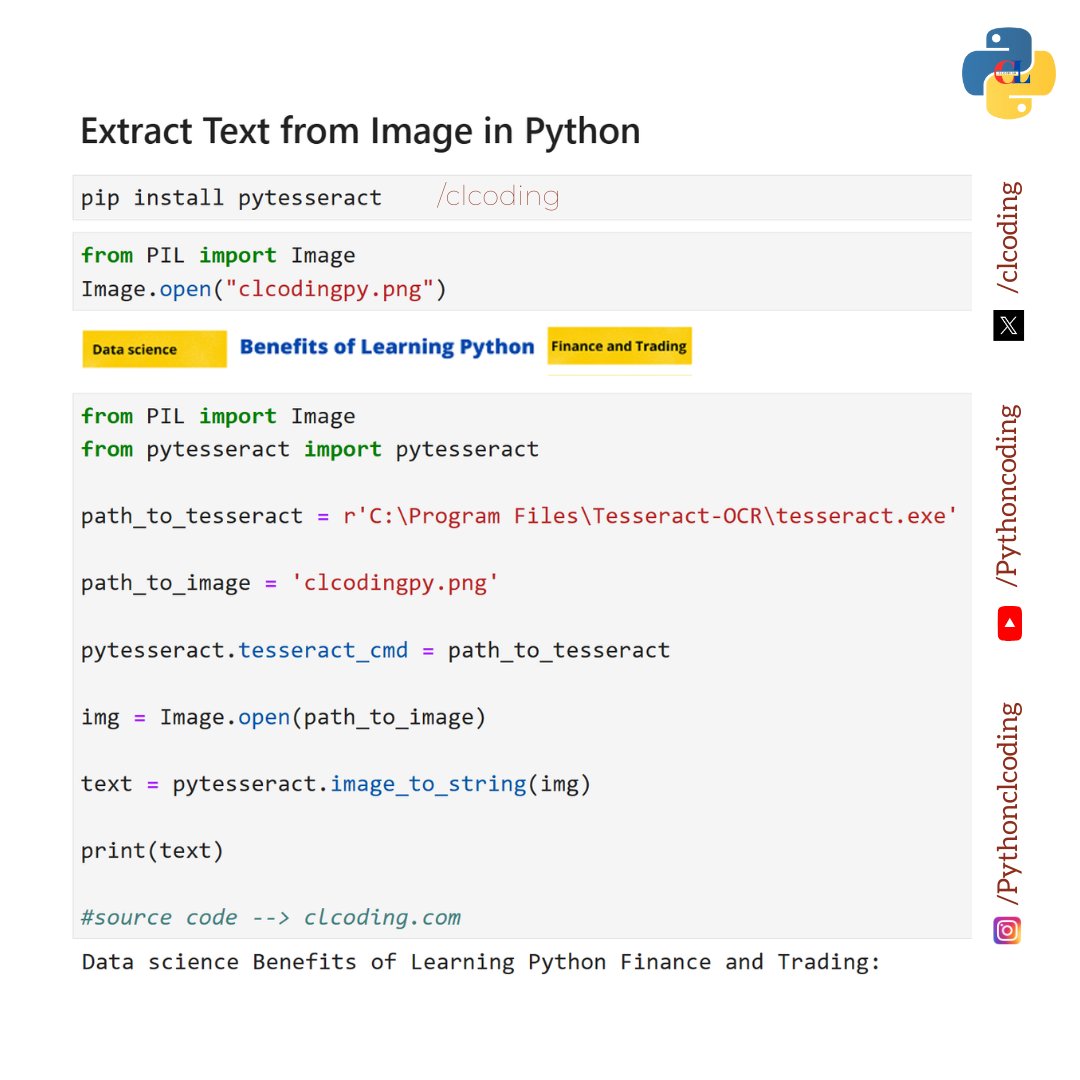 CL
Extract Text from Image in Python
pip install pytesseract /clcoding
from PIL import Image
Image.open("clcodingpy.png")
Data science Benefits of Learning Python Finance and Trading
from PIL import Image
from pytesseract import pytesseract
path_to_tesseract = r'C:\Program Files\Tesseract-OCR\tesseract.exe'
path_to_image = 'clcodingpy.png'
pytesseract.tesseract_cmd = path_to_tesseract
img = Image.open(path_to_image)
text = pytesseract.image_to_string(img)
print(text)
#source code --> clcoding.com
Data science Benefits of Learning Python Finance and Trading:
/clcoding
/Pythoncoding
/Pythonclcoding